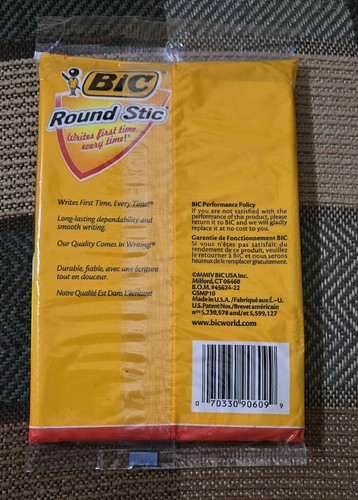 BIC
Round Stic
Writes first time,
every time!*
Writes First Time, Every Time!*
Long-lasting dependability and
smooth writing.
Our Quality Comes In Writing!®
Durable, fiable, avec une écriture
tout en douceur.
Notre Qualité Est Dans L'Écriture!
BIC Performance Policy
If you are not satisfied with the
performance of this product, please
return it to BIC and we will gladly
replace it at no cost to you.
Garantie de Fonctionnement BIC
Si vous n'êtes pas satisfait du
rendement de ce produit, veuillez
le retourner à BIC, et nous serons
heureux de le remplacer gratuitement.
©MMIV BIC USA Inc.
Milford, CT 06460
B.O.M. #45624-22
GSMP10
Made in U.S.A./Fabriqué aux É.-U.
U.S. Patent Nos./Brevet américain
nos 5,230,578 and/et 5,599,127
www.bicworld.com
0 70330 90609 9